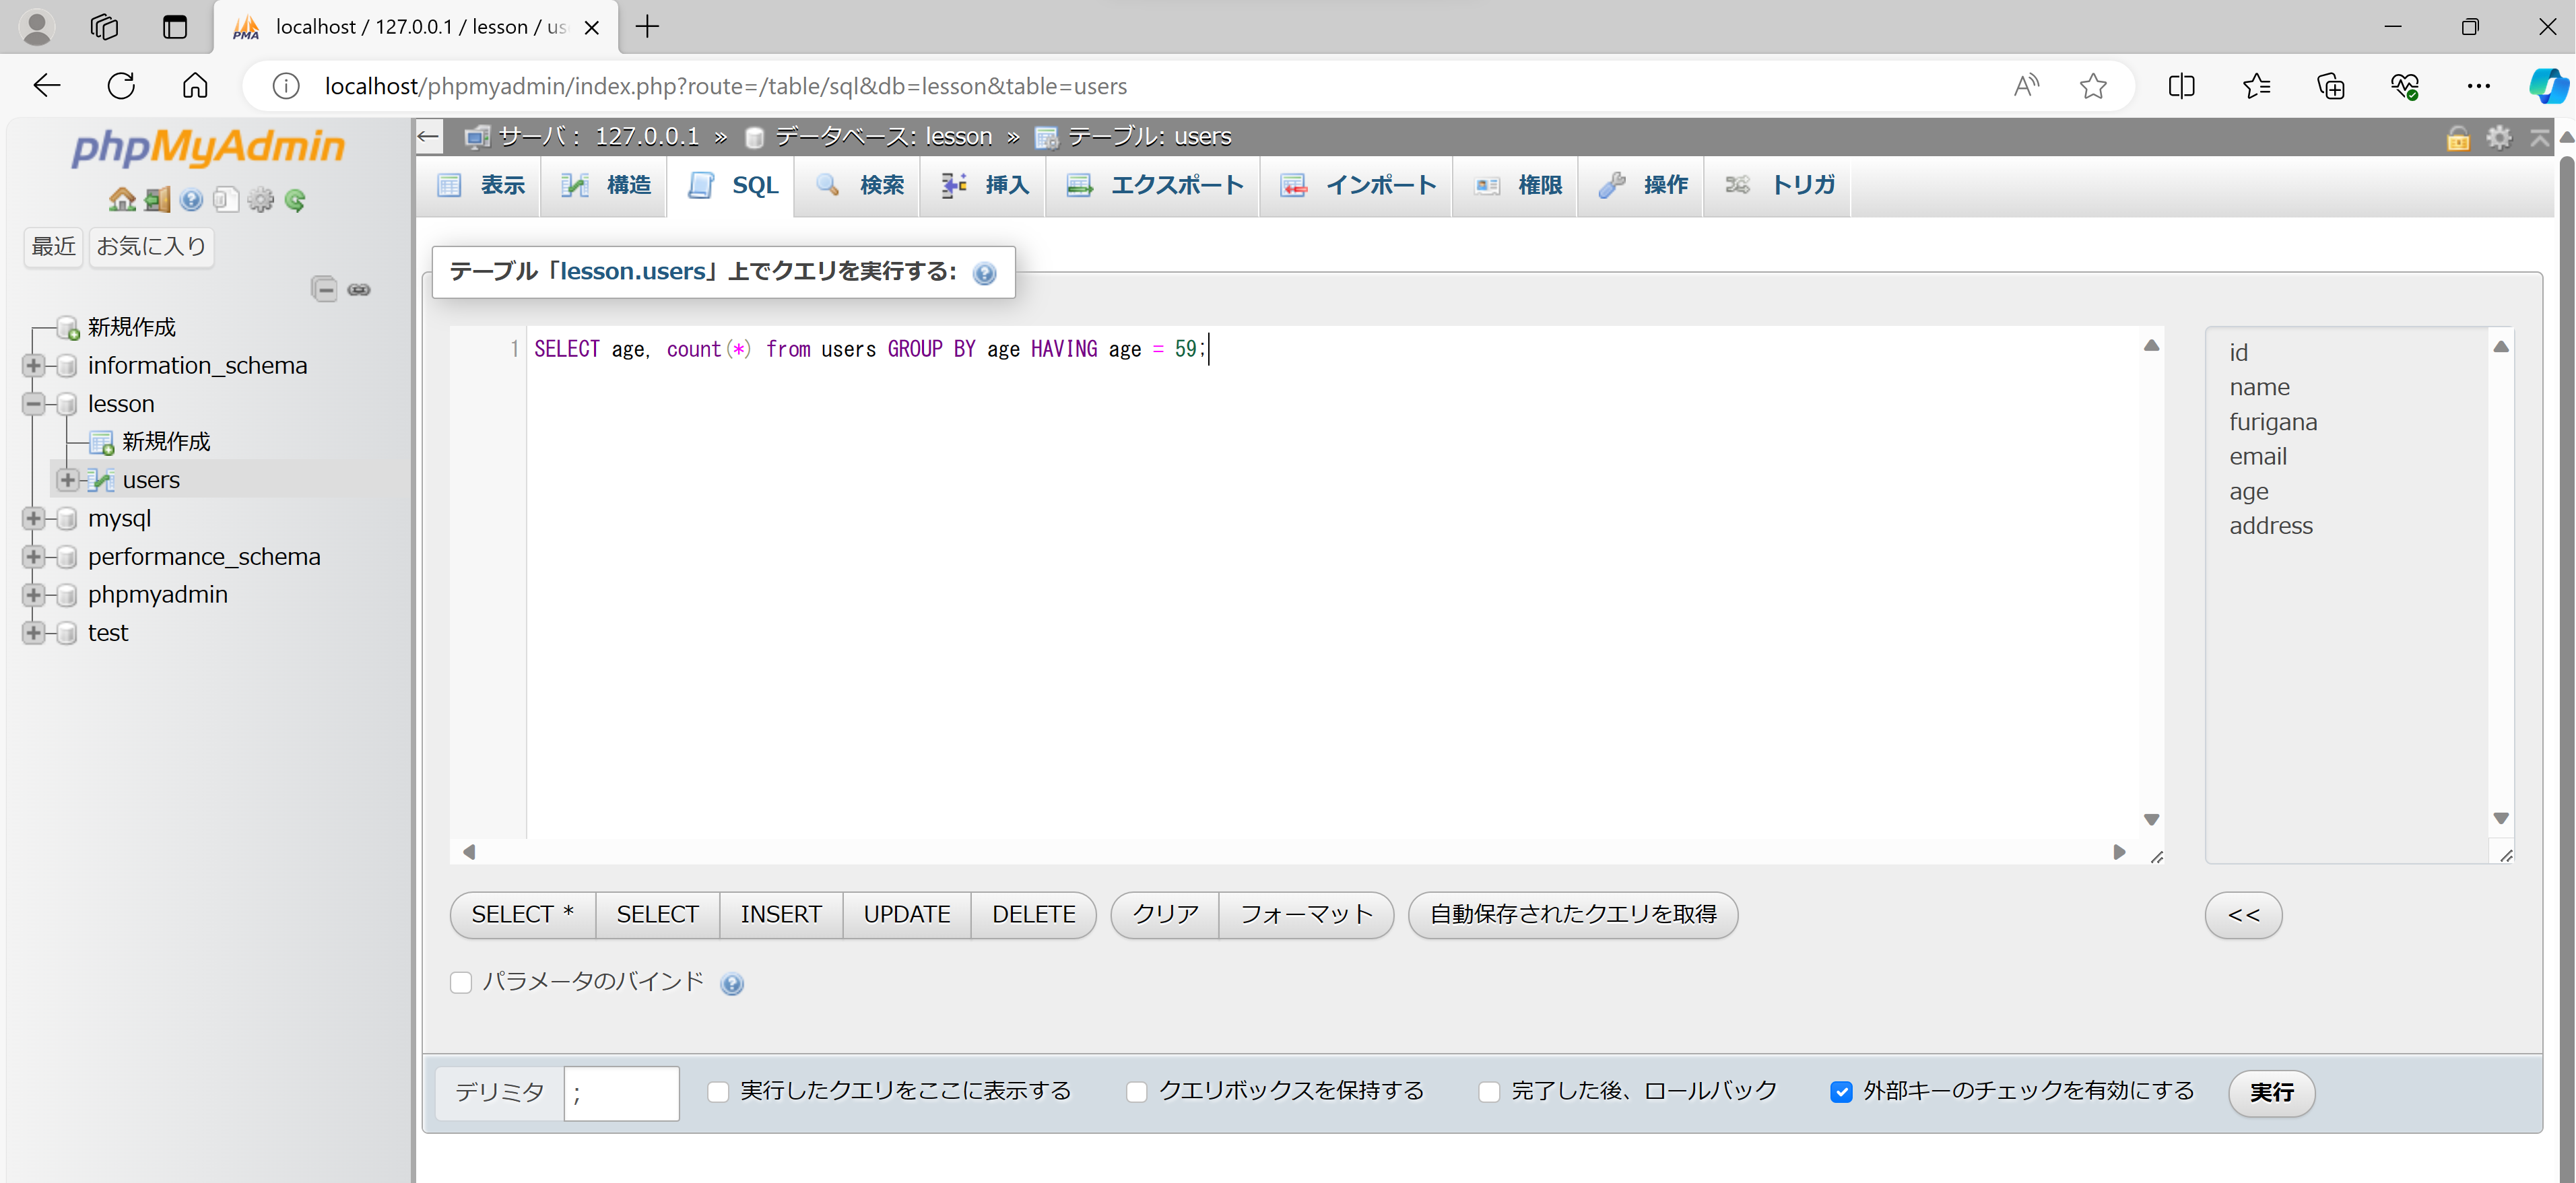 localhost / 127.0.0.1 / lesson / us
localhost/phpmyadmin/index.php?route=/table/sql&db=lesson&table=users
phpMyAdmin
最近 お気に入り
新規作成
information_schema
lesson
新規作成
users
mysql
performance_schema
phpmyadmin
test
サーバ： 127.0.0.1 » データベース: lesson » テーブル: users
表示 構造 SQL 検索 挿入 エクスポート インポート 権限 操作 トリガ
テーブル「lesson.users」上でクエリを実行する:
1 SELECT age, count(*) from users GROUP BY age HAVING age = 59;
id
name
furigana
email
age
address
SELECT * SELECT INSERT UPDATE DELETE クリア フォーマット 自動保存されたクエリを取得 <<
パラメータのバインド
デリミタ ; 実行したクエリをここに表示する クエリボックスを保持する 完了した後、ロールバック 外部キーのチェックを有効にする 実行